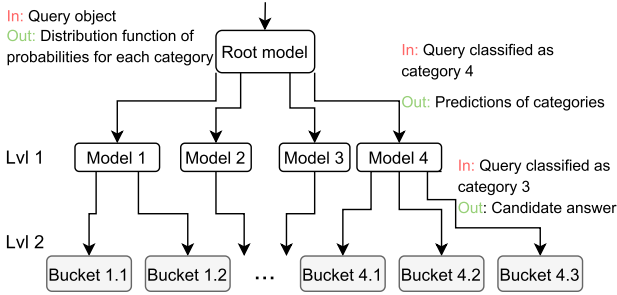 In: Query object
Out: Distribution function of
probabilities for each category
Root model
In: Query classified as
category 4
Out: Predictions of categories
Lvl 1
Model 1
Model 2
Model 3
Model 4
In: Query classified as
category 3
Out: Candidate answer
Lvl 2
Bucket 1.1
Bucket 1.2
...
Bucket 4.1
Bucket 4.2
Bucket 4.3